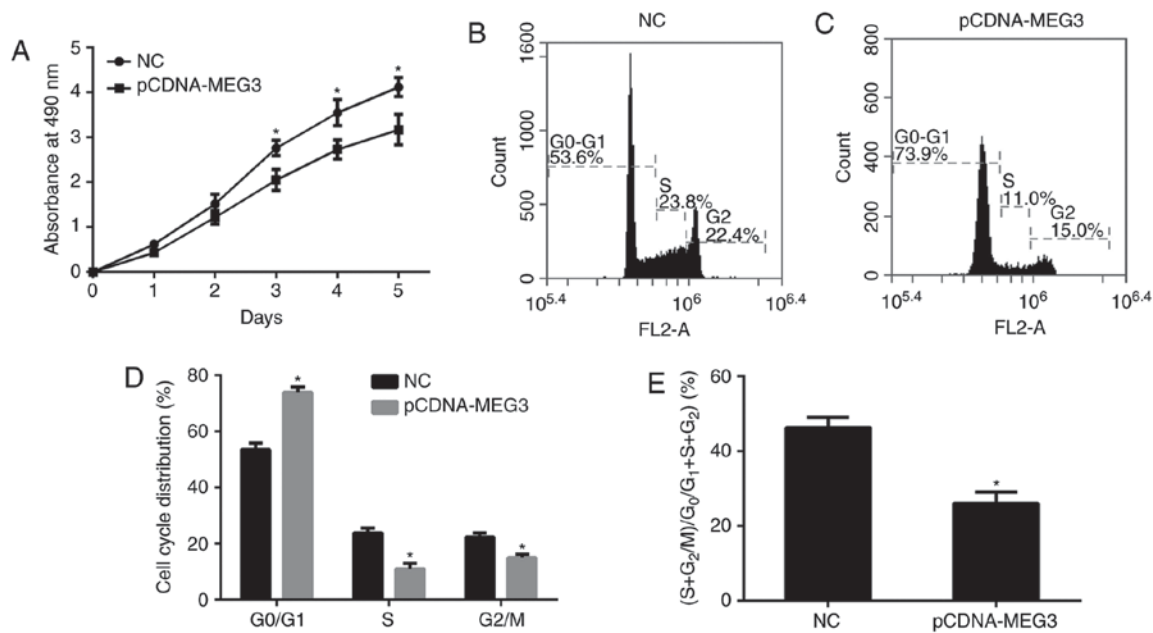 A
NC
pCDNA-MEG3
Absorbance at 490 nm
5
4
3
2
1
0
* * *
0 1 2 3 4 5
Days
B
NC
Count
1600
1000
500
0
G0-G1
53.6%
S
23.8%
G2
22.4%
10^5.4 10^6 10^6.4
FL2-A
C
pCDNA-MEG3
Count
800
600
400
200
0
G0-G1
73.9%
S
11.0%
G2
15.0%
10^5.4 10^6 10^6.4
FL2-A
D
NC
pCDNA-MEG3
Cell cycle distribution (%)
80
60
40
20
0
* * *
G0/G1 S G2/M
E
(S+G2/M)/G0/G1+S+G2) (%)
60
40
20
0
*
NC pCDNA-MEG3